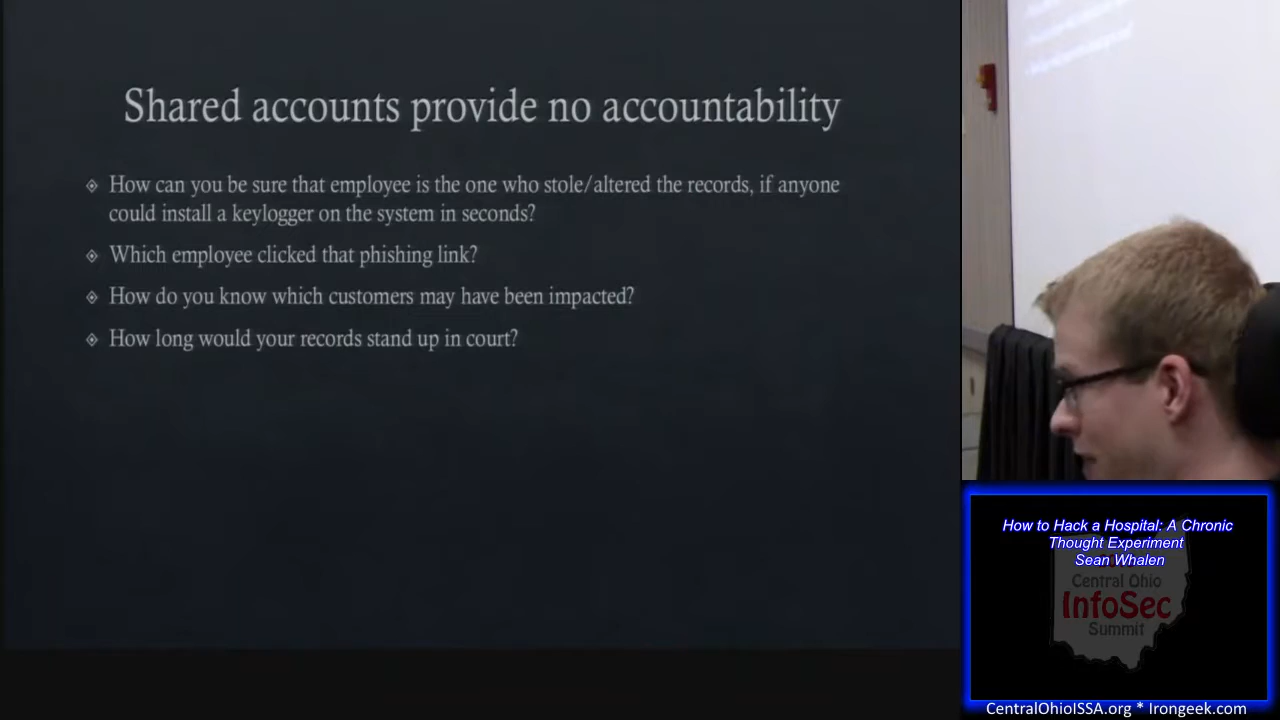 Shared accounts provide no accountability
How can you be sure that employee is the one who stole/altered the records, if anyone
could install a keylogger on the system in seconds?
Which employee clicked that phishing link?
How do you know which customers may have been impacted?
How long would your records stand up in court?
How to Hack a Hospital: A Chronic
Thought Experiment
Sean Whalen
Central Ohio
InfoSec
Summit
CentralOhioISSA.org * Irongeek.com